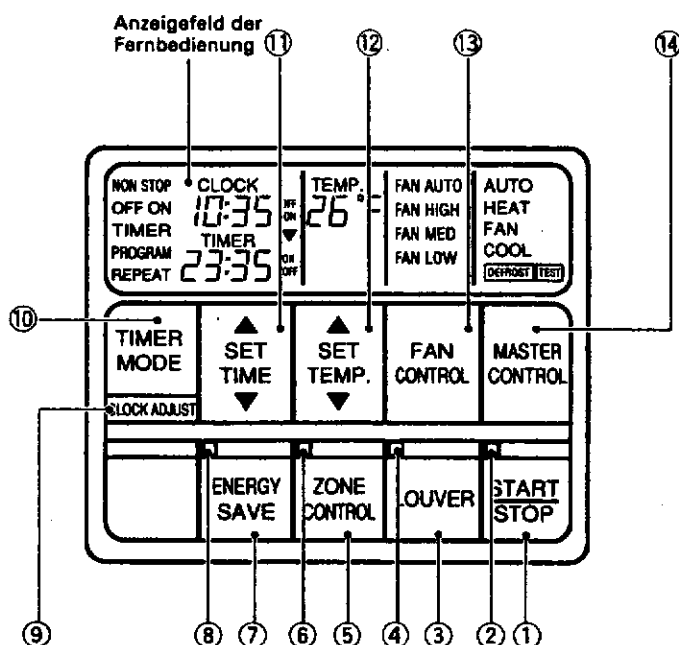 Anzeigefeld der
Fernbedienung
⑪
⑫
⑬
⑭
NON STOP
OFF ON
TIMER
PROGRAM
REPEAT
CLOCK
10:35
OFF
ON
▼
TIMER
23:35
ON
OFF
TEMP.
26°F
FAN AUTO
FAN HIGH
FAN MED
FAN LOW
AUTO
HEAT
FAN
COOL
DEFROST TEST
⑩
TIMER
MODE
CLOCK ADJUST
▲
SET
TIME
▼
▲
SET
TEMP.
▼
FAN
CONTROL
MASTER
CONTROL
ENERGY
SAVE
ZONE
CONTROL
LOUVER
START
STOP
⑨
⑧
⑦
⑥
⑤
④
③
②
①